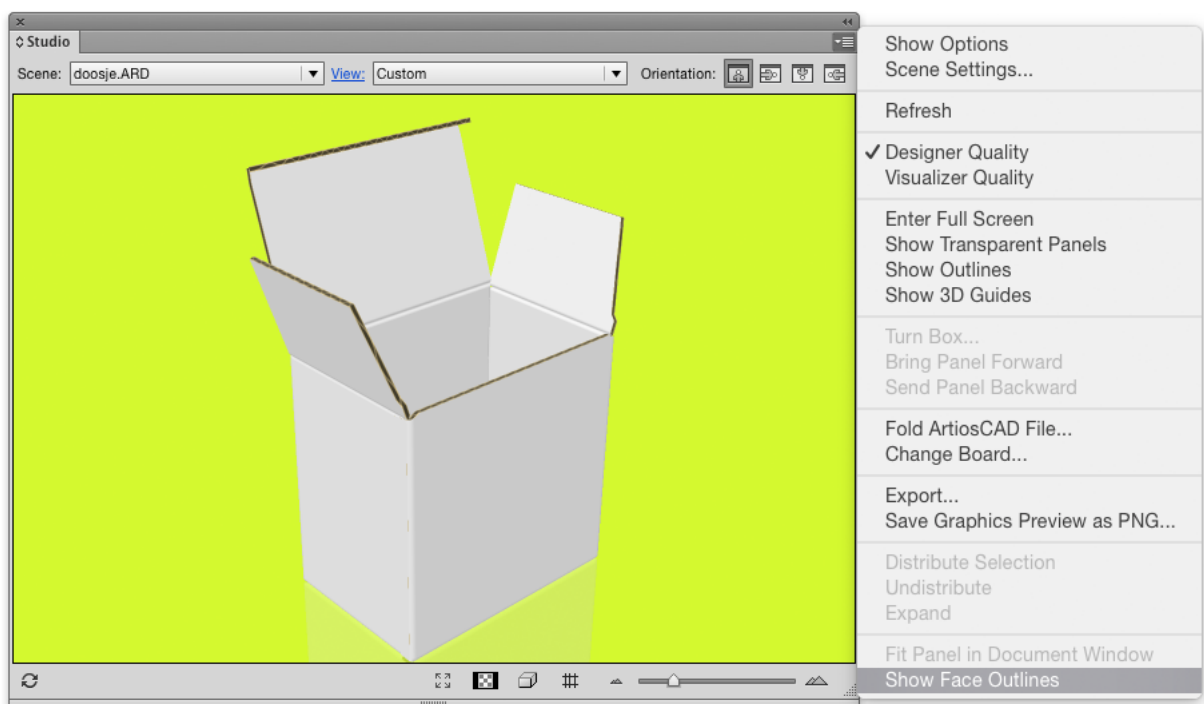 Studio
Scene: doosje.ARD View: Custom Orientation:
Show Options
Scene Settings...
Refresh
Designer Quality
Visualizer Quality
Enter Full Screen
Show Transparent Panels
Show Outlines
Show 3D Guides
Turn Box...
Bring Panel Forward
Send Panel Backward
Fold ArtiosCAD File...
Change Board...
Export...
Save Graphics Preview as PNG...
Distribute Selection
Undistribute
Expand
Fit Panel in Document Window
Show Face Outlines